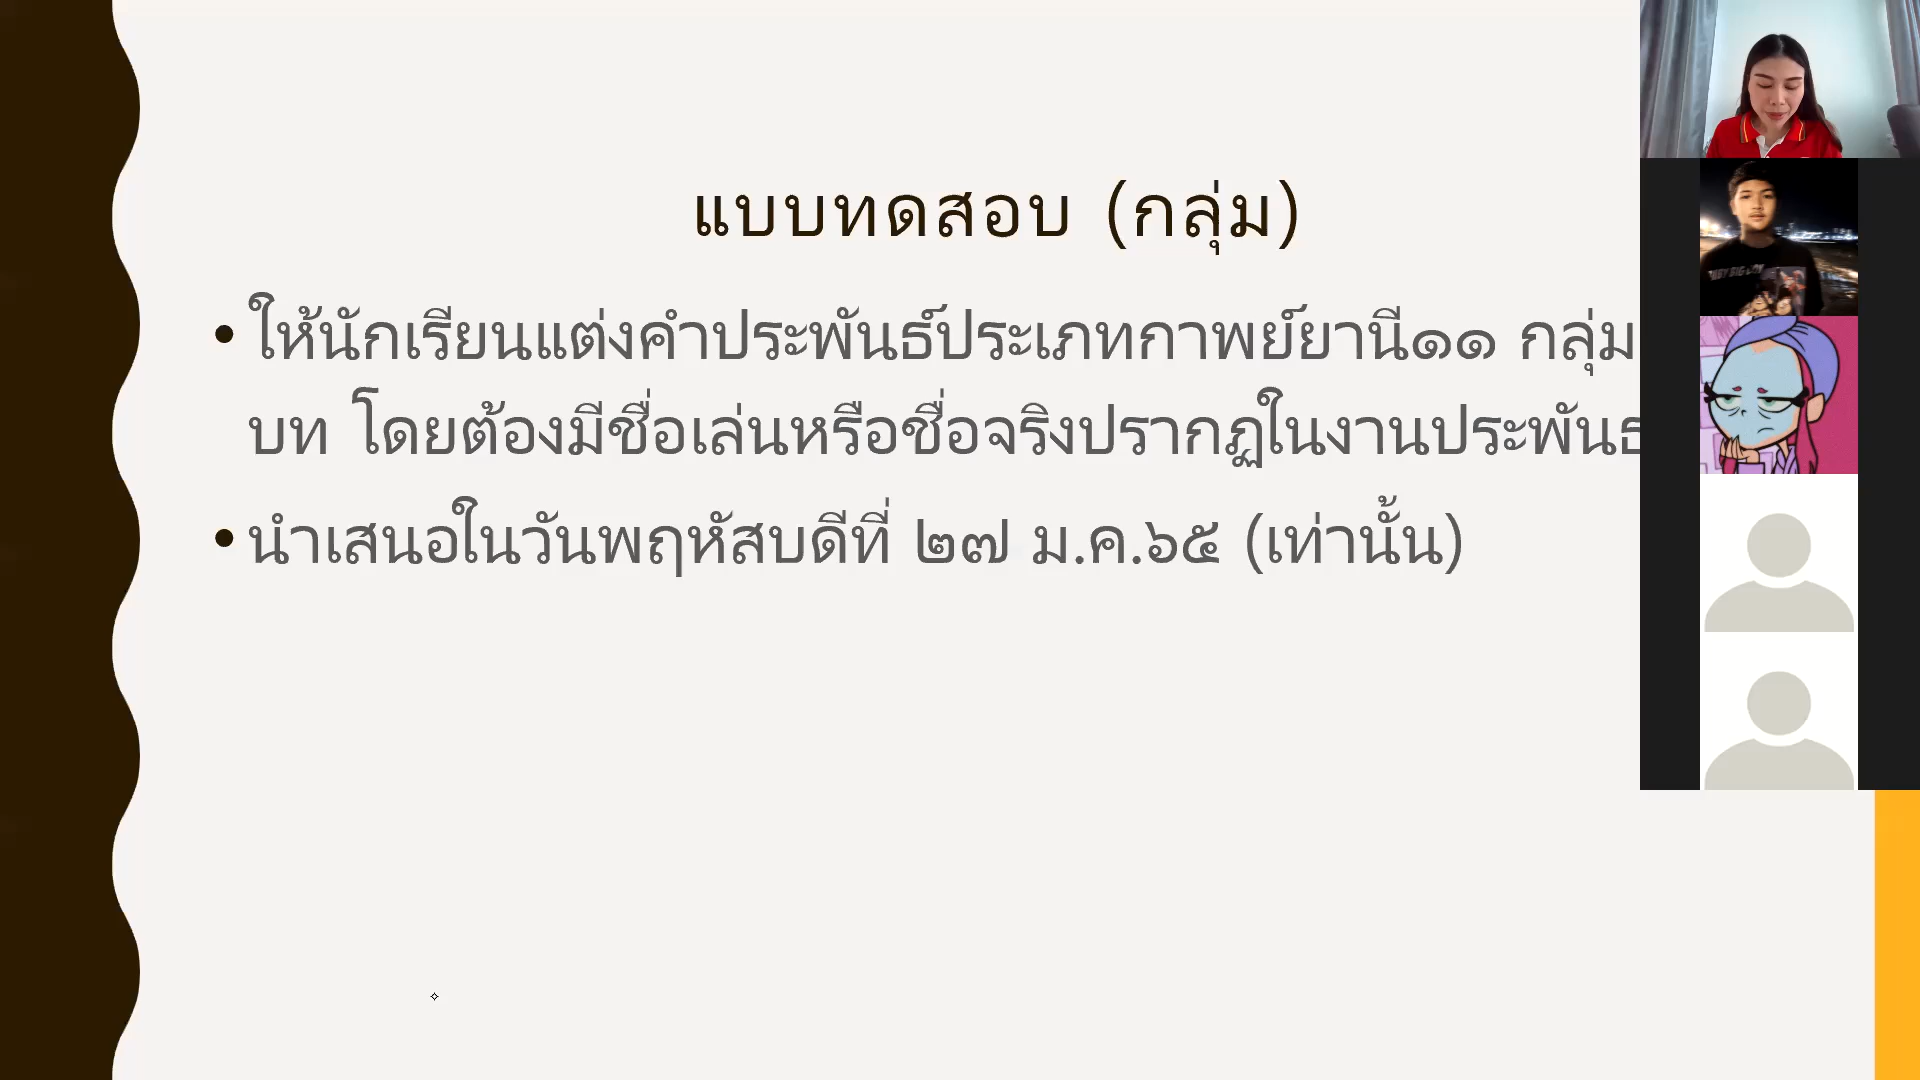 แบบทดสอบ (กลุ่ม)
• ให้นักเรียนแต่งคำประพันธ์ประเภทกาพย์ยานี๑๑ กลุ่ม
บท โดยต้องมีชื่อเล่นหรือชื่อจริงปรากฏในงานประพันธ
• นำเสนอในวันพฤหัสบดีที่ ๒๗ ม.ค.๖๕ (เท่านั้น)